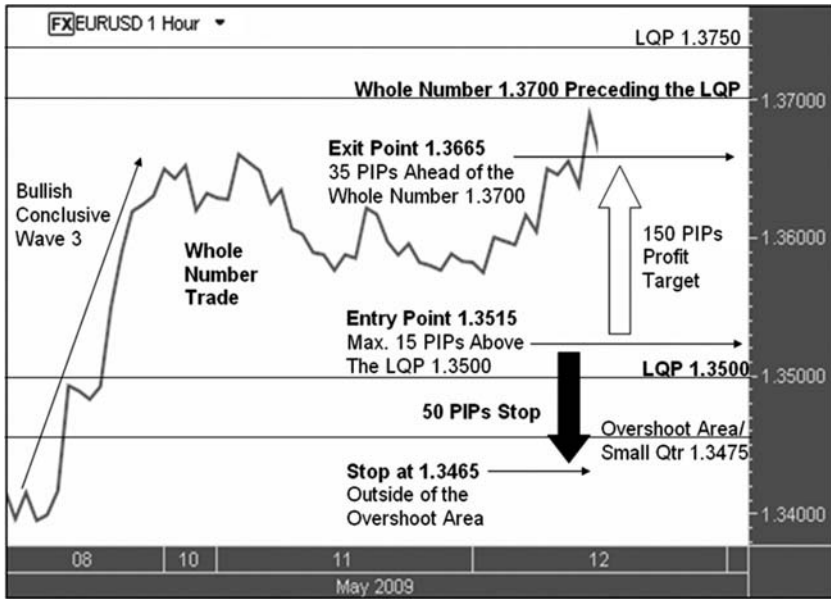 FX EURUSD 1 Hour
LQP 1.3750
Whole Number 1.3700 Preceding the LQP
1.37000
Exit Point 1.3665
35 PIPs Ahead of the
Whole Number 1.3700
Bullish
Conclusive
Wave 3
Whole
Number
Trade
150 PIPs
Profit
Target
1.36000
Entry Point 1.3515
Max. 15 PIPs Above
The LQP 1.3500
LQP 1.3500
1.35000
50 PIPs Stop
Overshoot Area/
Small Qtr 1.3475
Stop at 1.3465
Outside of the
Overshoot Area
1.34000
08 10 11 12
May 2009